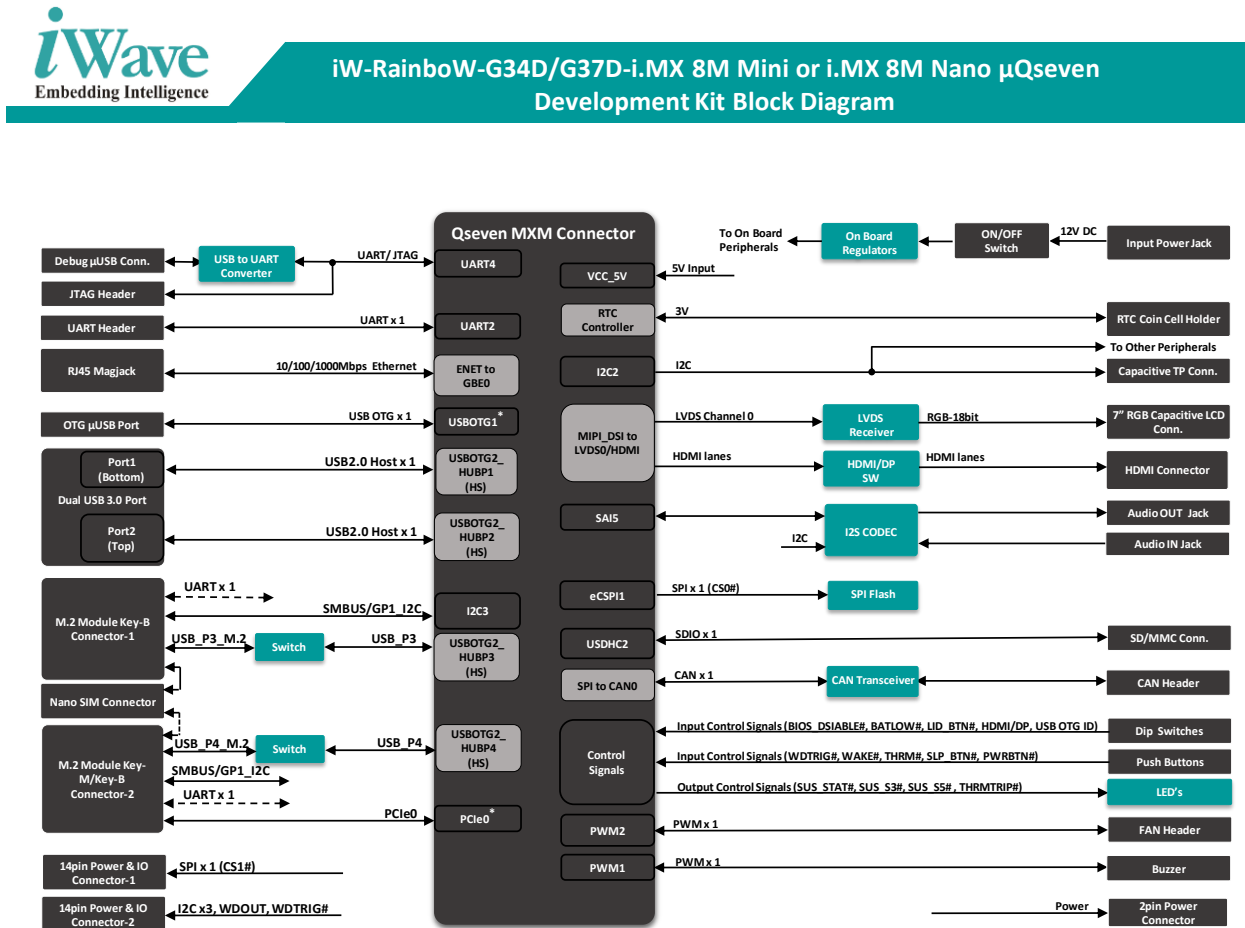 iWave
Embedding Intelligence
iW-RainboW-G34D/G37D-i.MX 8M Mini or i.MX 8M Nano µQseven
Development Kit Block Diagram
Qseven MXM Connector
Debug µUSB Conn.
USB to UART
Converter
UART/ JTAG
UART4
JTAG Header
UART Header
UART x 1
UART2
RJ45 Magjack
10/100/1000Mbps Ethernet
ENET to
GBE0
OTG µUSB Port
USB OTG x 1
USBOTG1*
Port1
(Bottom)
Dual USB 3.0 Port
Port2
(Top)
USB2.0 Host x 1
USBOTG2_
HUBP1
(HS)
USB2.0 Host x 1
USBOTG2_
HUBP2
(HS)
M.2 Module Key-B
Connector-1
UART x 1
SMBUS/GP1_I2C
I2C3
USB_P3_M.2
Switch
USB_P3
USBOTG2_
HUBP3
(HS)
Nano SIM Connector
M.2 Module Key-
M/Key-B
Connector-2
USB_P4_M.2
Switch
USB_P4
USBOTG2_
HUBP4
(HS)
SMBUS/GP1_I2C
UART x 1
PCIe0
PCIe0*
14pin Power & IO
Connector-1
SPI x 1 (CS1#)
14pin Power & IO
Connector-2
I2C x3, WDOUT, WDTRIG#
To On Board
Peripherals
On Board
Regulators
ON/OFF
Switch
12V DC
Input Power Jack
VCC_5V
5V Input
RTC
Controller
3V
RTC Coin Cell Holder
To Other Peripherals
I2C2
I2C
Capacitive TP Conn.
MIPI_DSI to
LVDS0/HDMI
LVDS Channel 0
LVDS
Receiver
RGB-18bit
7” RGB Capacitive LCD
Conn.
HDMI lanes
HDMI/DP
SW
HDMI lanes
HDMI Connector
SAI5
I2C
I2S CODEC
Audio OUT Jack
Audio IN Jack
eCSPI1
SPI x 1 (CS0#)
SPI Flash
USDHC2
SDIO x 1
SD/MMC Conn.
SPI to CAN0
CAN x 1
CAN Transceiver
CAN Header
Control
Signals
Input Control Signals (BIOS_DSIABLE#, BATLOW#, LID_BTN#, HDMI/DP, USB OTG ID)
Dip Switches
Input Control Signals (WDTRIG#, WAKE#, THRM#, SLP_BTN#, PWRBTN#)
Push Buttons
Output Control Signals (SUS_STAT#, SUS_S3#, SUS_S5# , THRMTRIP#)
LED’s
PWM2
PWM x 1
FAN Header
PWM1
PWM x 1
Buzzer
Power
2pin Power
Connector